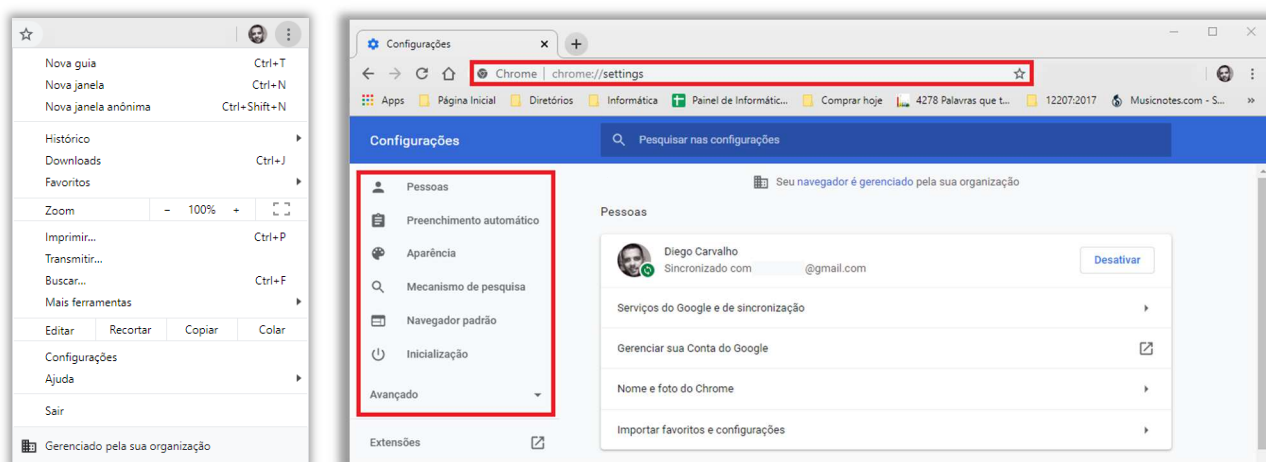 Nova guia Ctrl+T
Nova janela Ctrl+N
Nova janela anônima Ctrl+Shift+N
Histórico
Downloads Ctrl+J
Favoritos
Zoom - 100% +
Imprimir... Ctrl+P
Transmitir...
Buscar... Ctrl+F
Mais ferramentas
Editar Recortar Copiar Colar
Configurações
Ajuda
Sair
Gerenciado pela sua organização
Configurações
Chrome | chrome://settings
Apps Página Inicial Diretórios Informática Painel de Informátic... Comprar hoje 4278 Palavras que t... 12207:2017 Musicnotes.com - S... »
Configurações Pesquisar nas configurações
Pessoas
Preenchimento automático
Aparência
Mecanismo de pesquisa
Navegador padrão
Inicialização
Avançado
Extensões
Seu navegador é gerenciado pela sua organização
Pessoas
Diego Carvalho
Sincronizado com @gmail.com
Desativar
Serviços do Google e de sincronização
Gerenciar sua Conta do Google
Nome e foto do Chrome
Importar favoritos e configurações